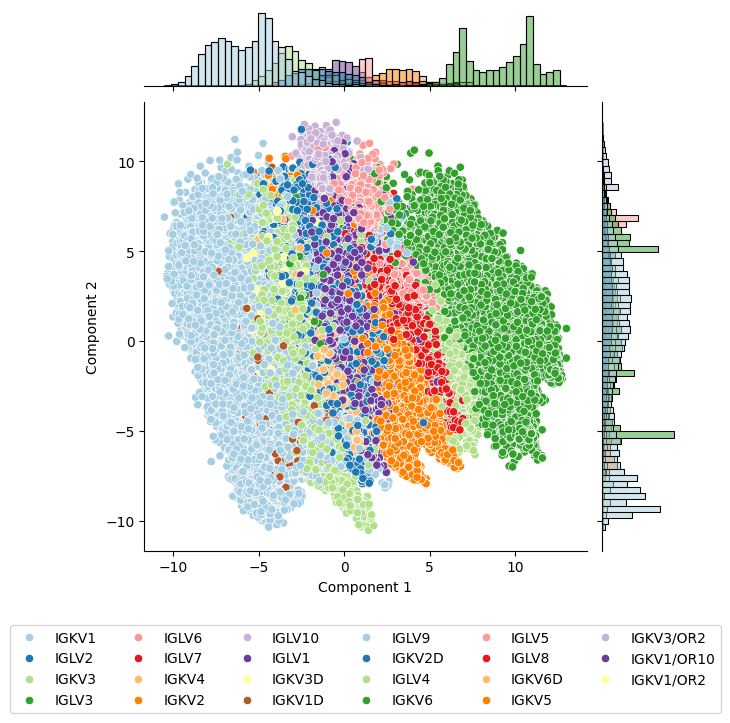 10
5
0
−5
−10
Component 2
−10 −5 0 5 10
Component 1
IGKV1 IGLV6 IGLV10 IGLV9 IGLV5 IGKV3/OR2
IGLV2 IGLV7 IGLV1 IGKV2D IGLV8 IGKV1/OR10
IGKV3 IGKV4 IGKV3D IGLV4 IGKV6D IGKV1/OR2
IGLV3 IGKV2 IGKV1D IGKV6 IGKV5